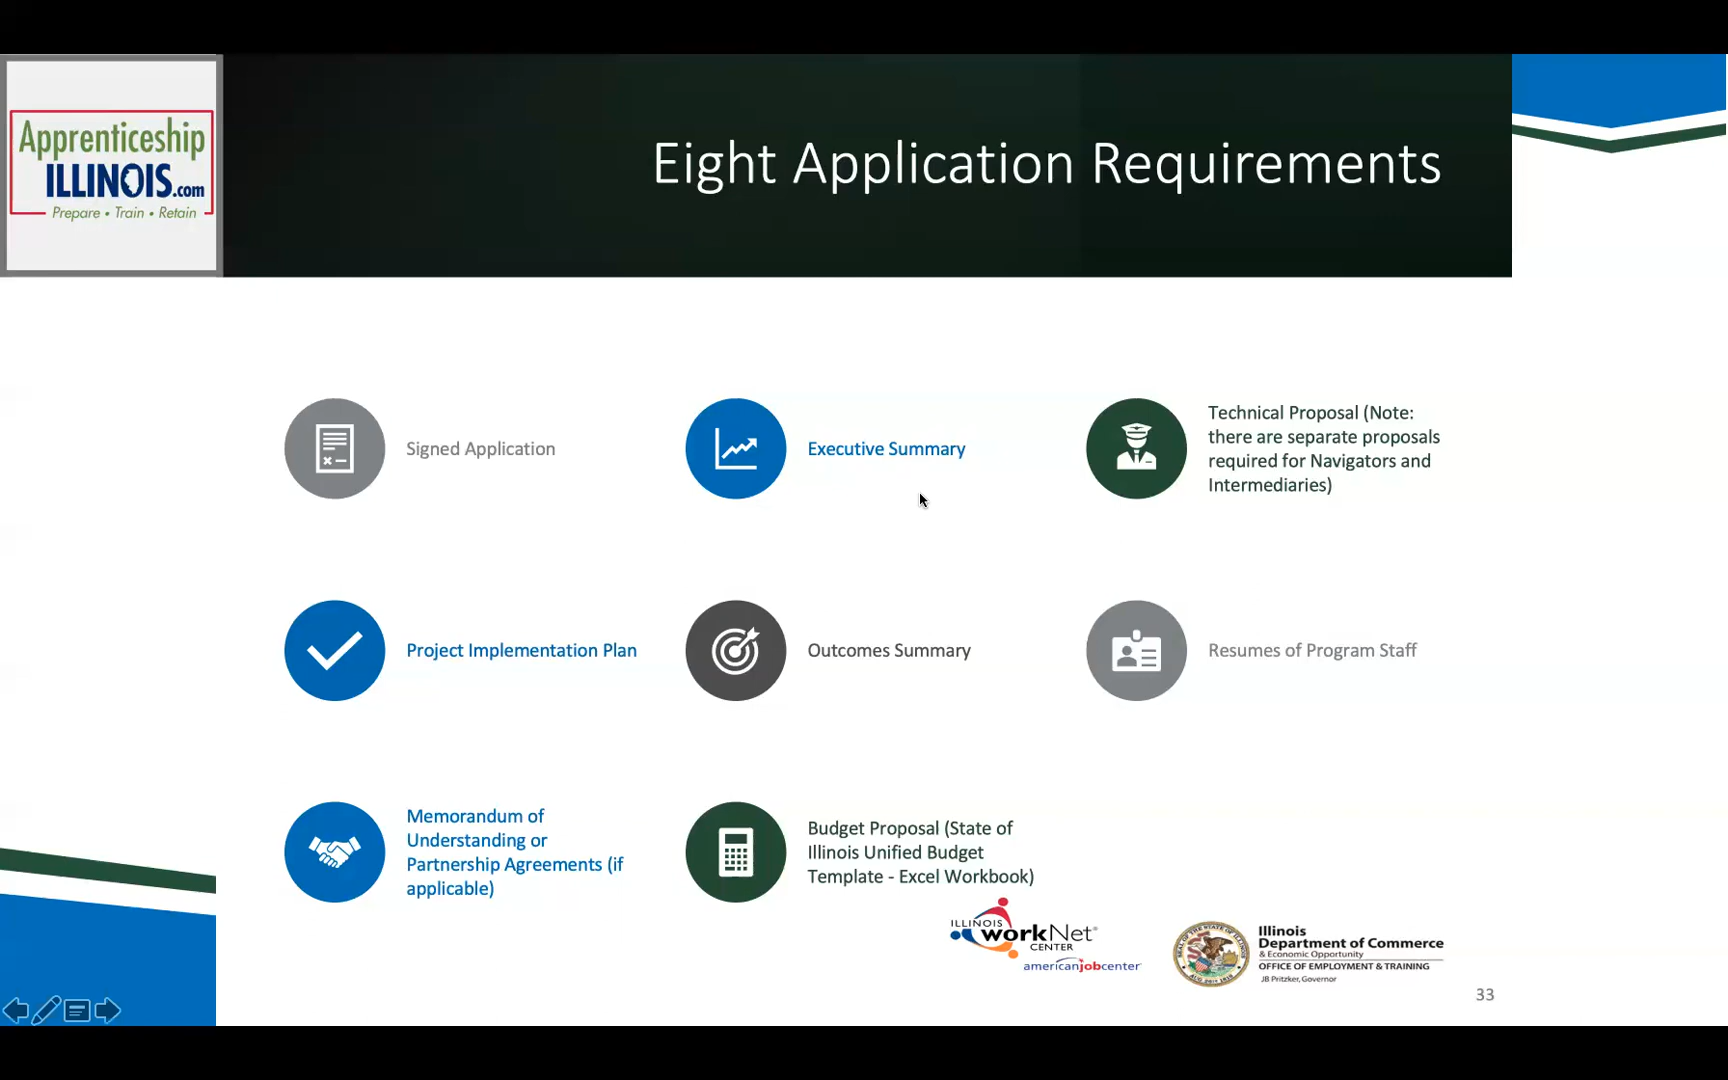 Apprenticeship
ILLINOIS.com
Prepare • Train • Retain
Eight Application Requirements
Signed Application
Executive Summary
Technical Proposal (Note:
there are separate proposals
required for Navigators and
Intermediaries)
Project Implementation Plan
Outcomes Summary
Resumes of Program Staff
Memorandum of
Understanding or
Partnership Agreements (if
applicable)
Budget Proposal (State of
Illinois Unified Budget
Template - Excel Workbook)
ILLINOIS
workNet®
CENTER
americanjobcenter
Illinois
Department of Commerce
& Economic Opportunity
OFFICE OF EMPLOYMENT & TRAINING
JB Pritzker, Governor
33